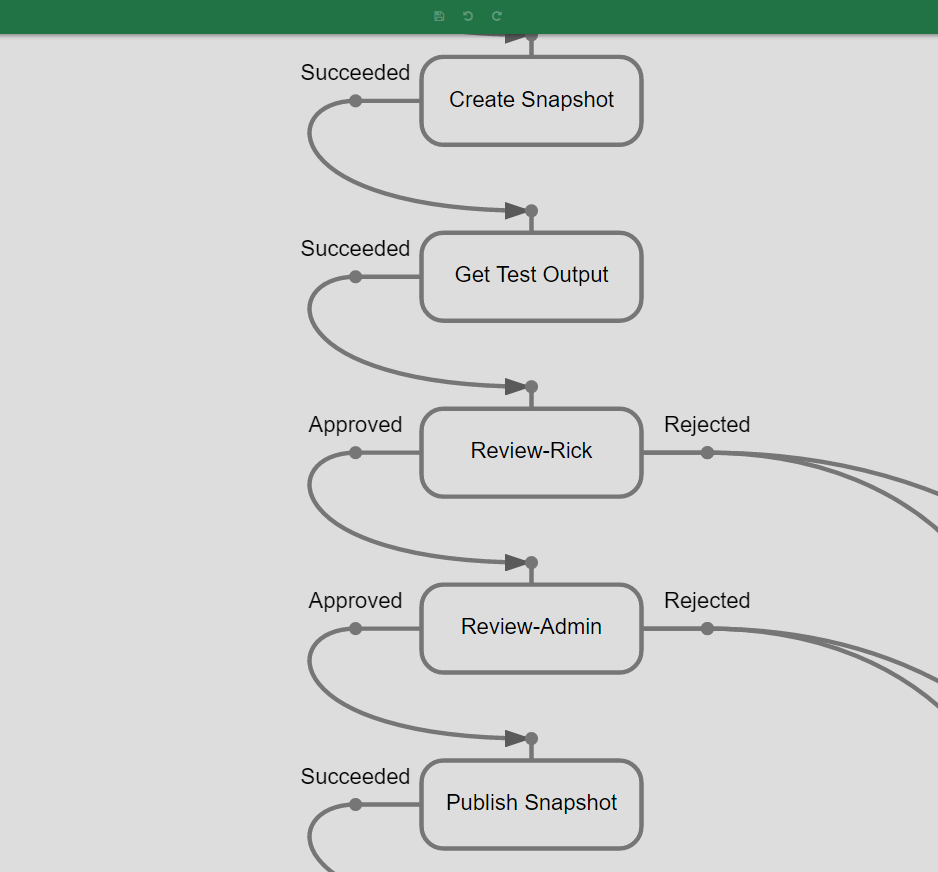 Succeeded
Create Snapshot
Succeeded
Get Test Output
Approved
Review-Rick
Rejected
Approved
Review-Admin
Rejected
Succeeded
Publish Snapshot